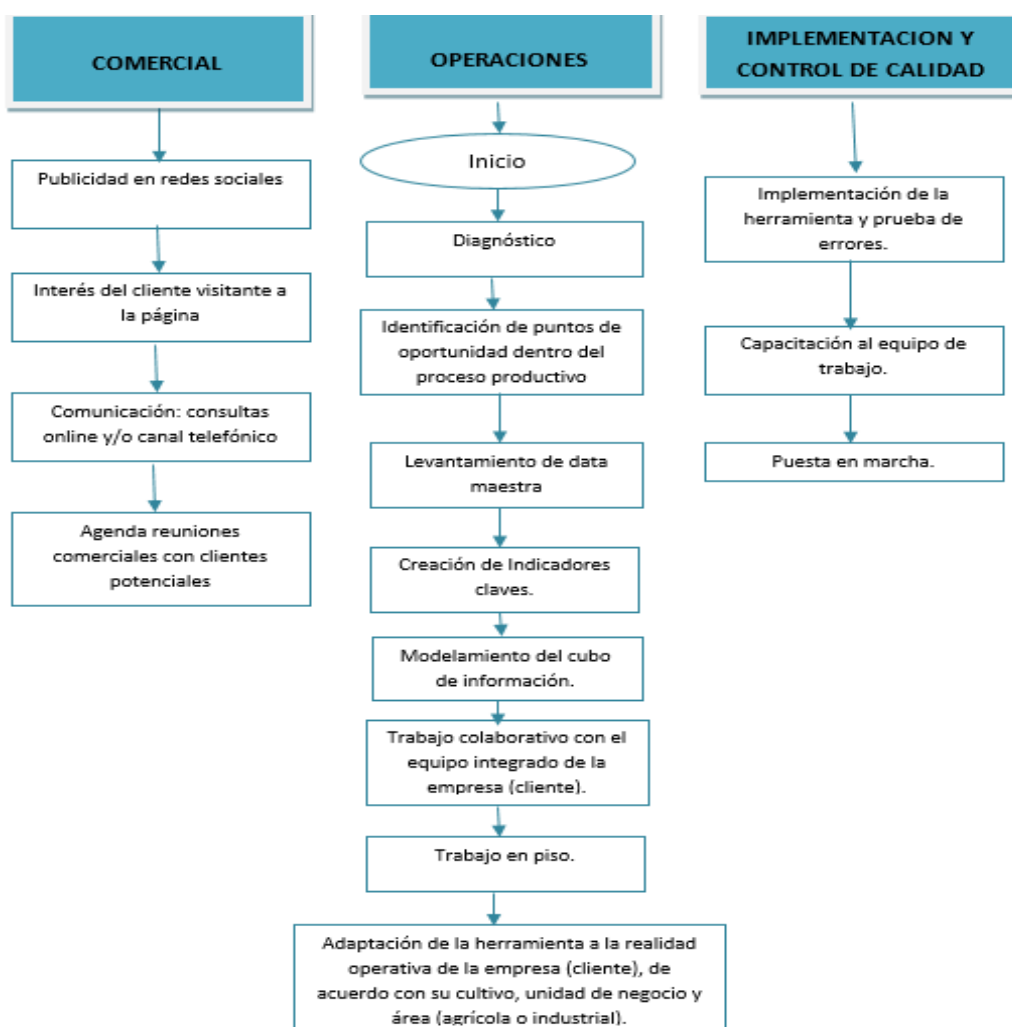 COMERCIAL
Publicidad en redes sociales
Interés del cliente visitante a
la página
Comunicación: consultas
online y/o canal telefónico
Agenda reuniones
comerciales con clientes
potenciales
OPERACIONES
Inicio
Diagnóstico
Identificación de puntos de
oportunidad dentro del
proceso productivo
Levantamiento de data
maestra
Creación de Indicadores
claves.
Modelamiento del cubo
de información.
Trabajo colaborativo con el
equipo integrado de la
empresa (cliente).
Trabajo en piso.
Adaptación de la herramienta a la realidad
operativa de la empresa (cliente), de
acuerdo con su cultivo, unidad de negocio y
área (agrícola o industrial).
IMPLEMENTACION Y
CONTROL DE CALIDAD
Implementación de la
herramienta y prueba de
errores.
Capacitación al equipo de
trabajo.
Puesta en marcha.